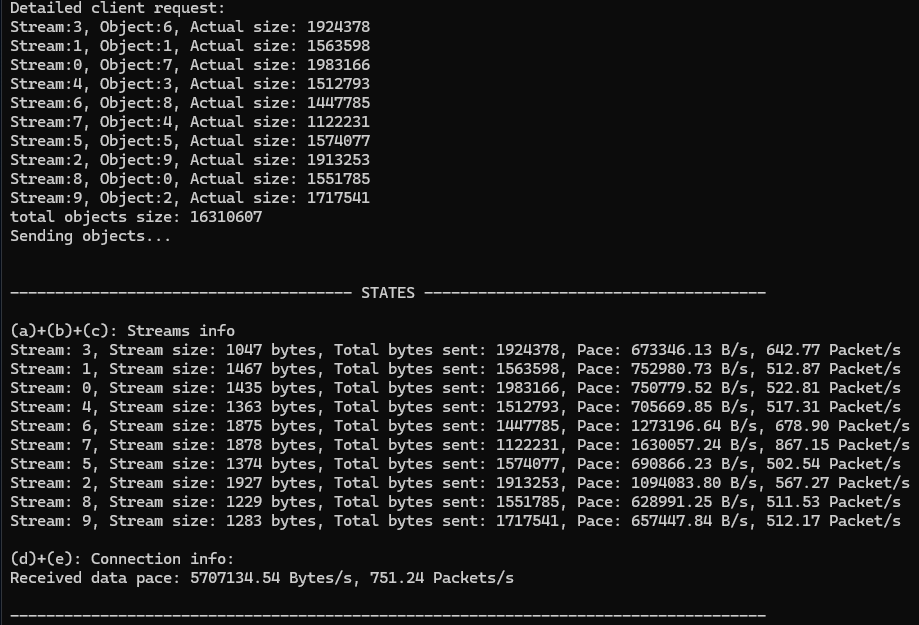 Detailed client request:
Stream:3, Object:6, Actual size: 1924378
Stream:1, Object:1, Actual size: 1563598
Stream:0, Object:7, Actual size: 1983166
Stream:4, Object:3, Actual size: 1512793
Stream:6, Object:8, Actual size: 1447785
Stream:7, Object:4, Actual size: 1122231
Stream:5, Object:5, Actual size: 1574077
Stream:2, Object:9, Actual size: 1913253
Stream:8, Object:0, Actual size: 1551785
Stream:9, Object:2, Actual size: 1717541
total objects size: 16310607
Sending objects...
-------------------------------------- STATES --------------------------------------
(a)+(b)+(c): Streams info
Stream: 3, Stream size: 1047 bytes, Total bytes sent: 1924378, Pace: 673346.13 B/s, 642.77 Packet/s
Stream: 1, Stream size: 1467 bytes, Total bytes sent: 1563598, Pace: 752980.73 B/s, 512.87 Packet/s
Stream: 0, Stream size: 1435 bytes, Total bytes sent: 1983166, Pace: 750779.52 B/s, 522.81 Packet/s
Stream: 4, Stream size: 1363 bytes, Total bytes sent: 1512793, Pace: 705669.85 B/s, 517.31 Packet/s
Stream: 6, Stream size: 1875 bytes, Total bytes sent: 1447785, Pace: 1273196.64 B/s, 678.90 Packet/s
Stream: 7, Stream size: 1878 bytes, Total bytes sent: 1122231, Pace: 1630057.24 B/s, 867.15 Packet/s
Stream: 5, Stream size: 1374 bytes, Total bytes sent: 1574077, Pace: 690866.23 B/s, 502.54 Packet/s
Stream: 2, Stream size: 1927 bytes, Total bytes sent: 1913253, Pace: 1094083.80 B/s, 567.27 Packet/s
Stream: 8, Stream size: 1229 bytes, Total bytes sent: 1551785, Pace: 628991.25 B/s, 511.53 Packet/s
Stream: 9, Stream size: 1283 bytes, Total bytes sent: 1717541, Pace: 657447.84 B/s, 512.17 Packet/s
(d)+(e): Connection info:
Received data pace: 5707134.54 Bytes/s, 751.24 Packets/s
------------------------------------------------------------------------------------